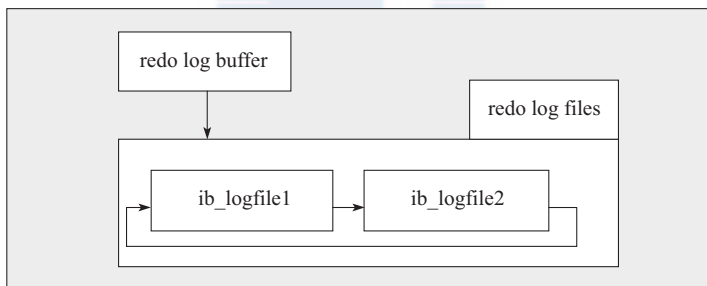 redo log buffer
redo log files
ib_logfile1
ib_logfile2